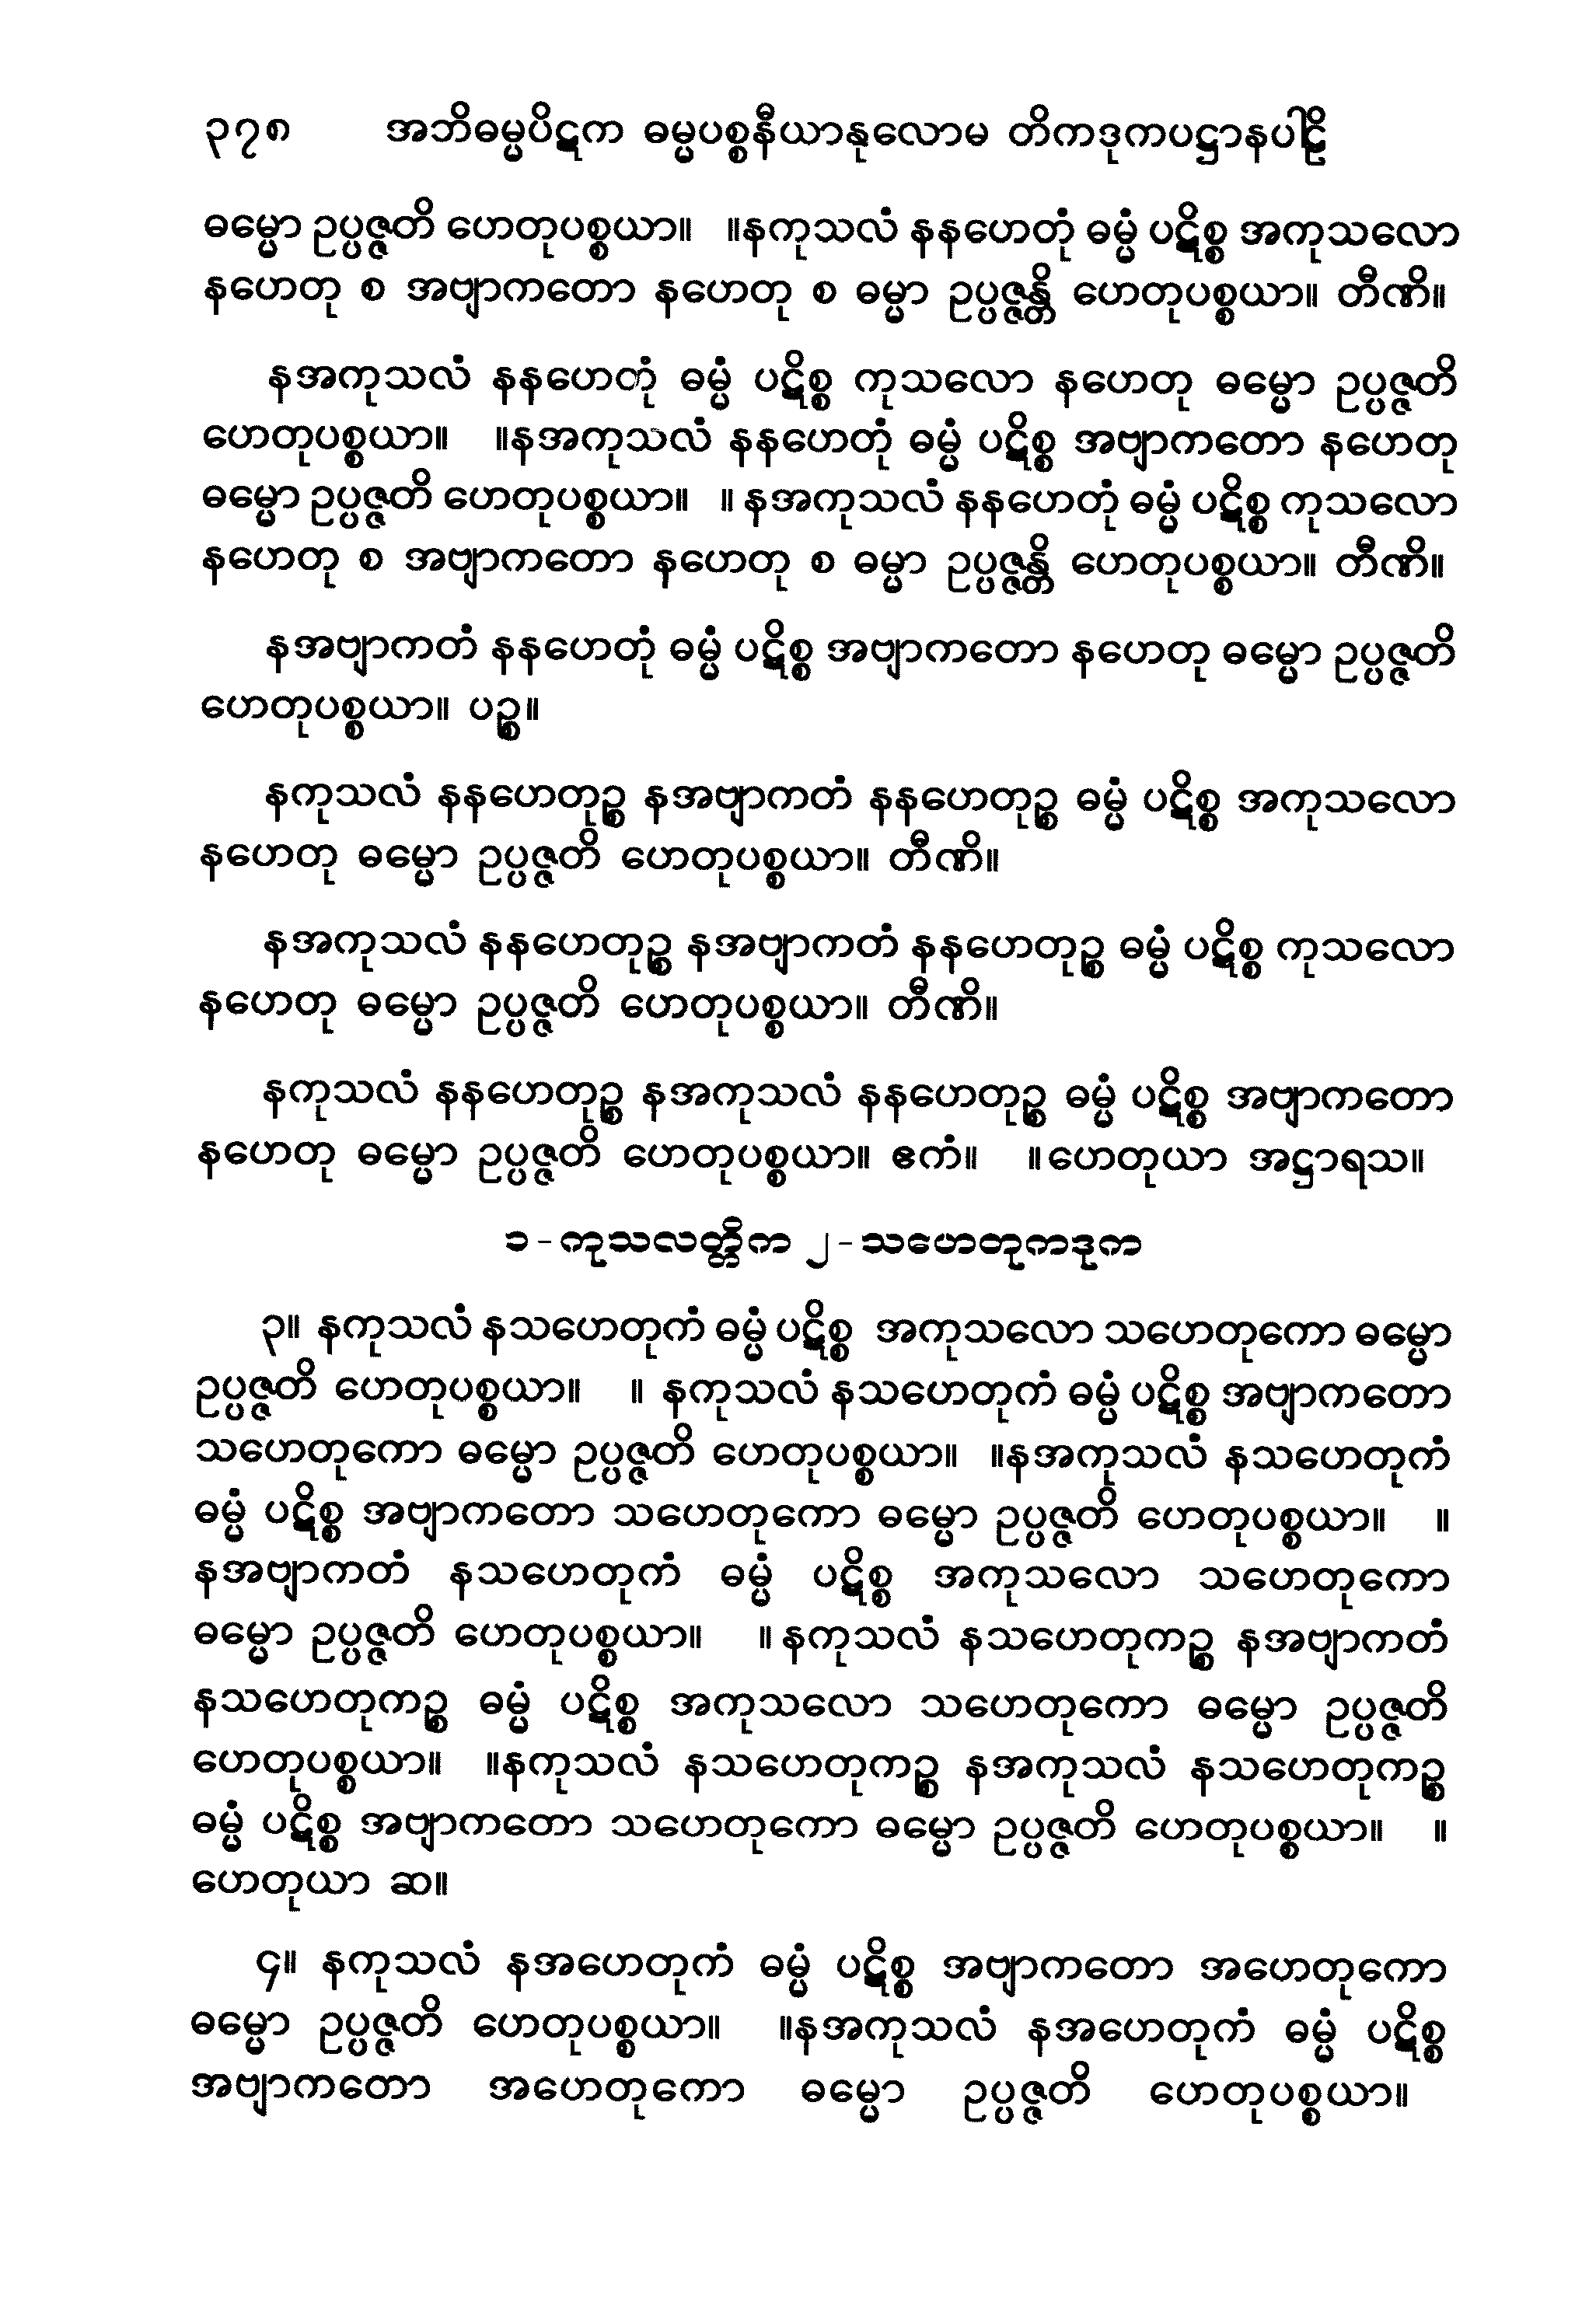 ၃၇၈ အဘိဓမ္မပိဋက ဓမ္မပစ္စနီယာနုလောမ တိကဒုကပဋ္ဌာနပါဠိ
ဓမ္မော ဥပ္ပဇ္ဇတိ ဟေတုပစ္စယာ။ ။နကုသလံ နနဟေတုံ ဓမ္မံ ပဋိစ္စ အကုသလော
နဟေတု စ အဗျာကတော နဟေတု စ ဓမ္မာ ဥပ္ပဇ္ဇန္တိ ဟေတုပစ္စယာ။ တီဏိ။
နအကုသလံ နနဟေတုံ ဓမ္မံ ပဋိစ္စ ကုသလော နဟေတု ဓမ္မော ဥပ္ပဇ္ဇတိ
ဟေတုပစ္စယာ။ ။နအကုသလံ နနဟေတုံ ဓမ္မံ ပဋိစ္စ အဗျာကတော နဟေတု
ဓမ္မော ဥပ္ပဇ္ဇတိ ဟေတုပစ္စယာ။ ။ နအကုသလံ နနဟေတုံ ဓမ္မံ ပဋိစ္စ ကုသလော
နဟေတု စ အဗျာကတော နဟေတု စ ဓမ္မာ ဥပ္ပဇ္ဇန္တိ ဟေတုပစ္စယာ။ တီဏိ။
နအဗျာကတံ နနဟေတုံ ဓမ္မံ ပဋိစ္စ အဗျာကတော နဟေတု ဓမ္မော ဥပ္ပဇ္ဇတိ
ဟေတုပစ္စယာ။ ပဉ္စ။
နကုသလံ နနဟေတုဉ္စ နအဗျာကတံ နနဟေတုဉ္စ ဓမ္မံ ပဋိစ္စ အကုသလော
နဟေတု ဓမ္မော ဥပ္ပဇ္ဇတိ ဟေတုပစ္စယာ။ တီဏိ။
နအကုသလံ နနဟေတုဉ္စ နအဗျာကတံ နနဟေတုဉ္စ ဓမ္မံ ပဋိစ္စ ကုသလော
နဟေတု ဓမ္မော ဥပ္ပဇ္ဇတိ ဟေတုပစ္စယာ။ တီဏိ။
နကုသလံ နနဟေတုဉ္စ နအကုသလံ နနဟေတုဉ္စ ဓမ္မံ ပဋိစ္စ အဗျာကတော
နဟေတု ဓမ္မော ဥပ္ပဇ္ဇတိ ဟေတုပစ္စယာ။ ဧကံ။ ။ဟေတုယာ အဋ္ဌာရသ။
၁-ကုသလတ္တိက ၂-သဟေတုကဒုက
၃။ နကုသလံ နသဟေတုကံ ဓမ္မံ ပဋိစ္စ အကုသလော သဟေတုကော ဓမ္မော
ဥပ္ပဇ္ဇတိ ဟေတုပစ္စယာ။ ။ နကုသလံ နသဟေတုကံ ဓမ္မံ ပဋိစ္စ အဗျာကတော
သဟေတုကော ဓမ္မော ဥပ္ပဇ္ဇတိ ဟေတုပစ္စယာ။ ။နအကုသလံ နသဟေတုကံ
ဓမ္မံ ပဋိစ္စ အဗျာကတော သဟေတုကော ဓမ္မော ဥပ္ပဇ္ဇတိ ဟေတုပစ္စယာ။ ။
နအဗျာကတံ နသဟေတုကံ ဓမ္မံ ပဋိစ္စ အကုသလော သဟေတုကော
ဓမ္မော ဥပ္ပဇ္ဇတိ ဟေတုပစ္စယာ။ ။နကုသလံ နသဟေတုကဉ္စ နအဗျာကတံ
နသဟေတုကဉ္စ ဓမ္မံ ပဋိစ္စ အကုသလော သဟေတုကော ဓမ္မော ဥပ္ပဇ္ဇတိ
ဟေတုပစ္စယာ။ ။နကုသလံ နသဟေတုကဉ္စ နအကုသလံ နသဟေတုကဉ္စ
ဓမ္မံ ပဋိစ္စ အဗျာကတော သဟေတုကော ဓမ္မော ဥပ္ပဇ္ဇတိ ဟေတုပစ္စယာ။ ။
ဟေတုယာ ဆ။
၄။ နကုသလံ နအဟေတုကံ ဓမ္မံ ပဋိစ္စ အဗျာကတော အဟေတုကော
ဓမ္မော ဥပ္ပဇ္ဇတိ ဟေတုပစ္စယာ။ ။နအကုသလံ နအဟေတုကံ ဓမ္မံ ပဋိစ္စ
အဗျာကတော အဟေတုကော ဓမ္မော ဥပ္ပဇ္ဇတိ ဟေတုပစ္စယာ။